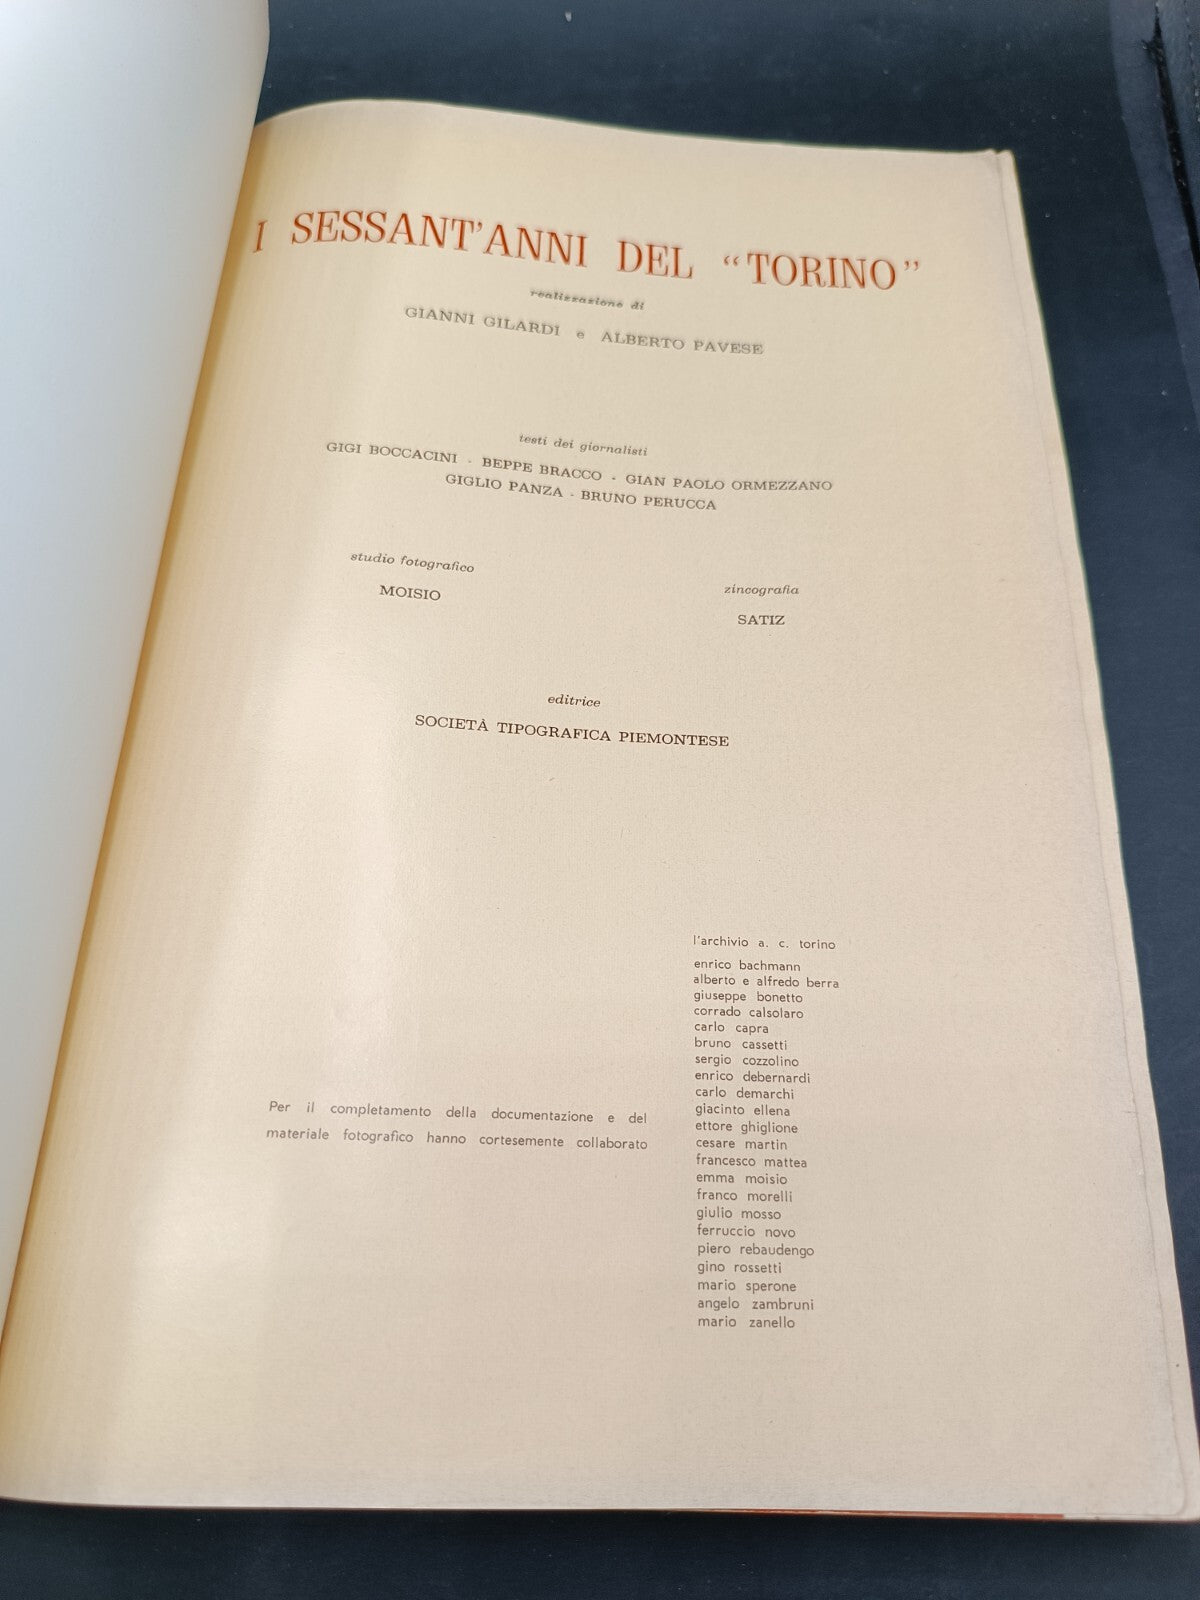 I SESSANT'ANNI DEL “TORINO”
realizzazione di
GIANNI GILARDI e ALBERTO PAVESE
testi dei giornalisti
GIGI BOCCACINI - BEPPE BRACCO - GIAN PAOLO ORMEZZANO
GIGLIO PANZA - BRUNO PERUCCA
studio fotografico
MOISIO
zincografia
SATIZ
editrice
SOCIETÀ TIPOGRAFICA PIEMONTESE
Per il completamento della documentazione e del
materiale fotografico hanno cortesemente collaborato
l'archivio a. c. torino
enrico bachmann
alberto e alfredo berra
giuseppe bonetto
corrado calsolaro
carlo capra
bruno cassetti
sergio cozzolino
enrico debernardi
carlo demarchi
giacinto ellena
ettore ghiglione
cesare martin
francesco mattea
emma moisio
franco morelli
giulio mosso
ferruccio novo
piero rebaudengo
gino rossetti
mario sperone
angelo zambruni
mario zanello